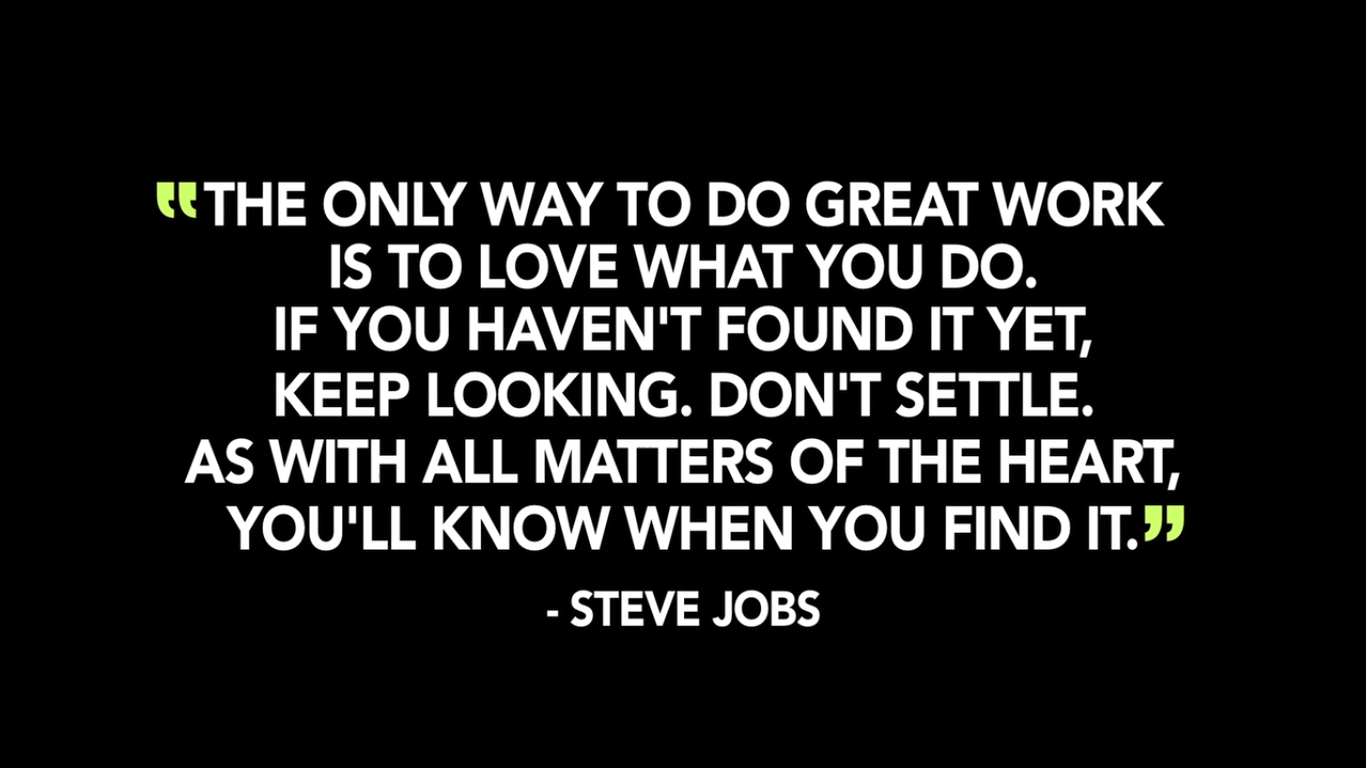 "THE ONLY WAY TO DO GREAT WORK
IS TO LOVE WHAT YOU DO.
IF YOU HAVEN'T FOUND IT YET,
KEEP LOOKING. DON'T SETTLE.
AS WITH ALL MATTERS OF THE HEART,
YOU'LL KNOW WHEN YOU FIND IT."
- STEVE JOBS